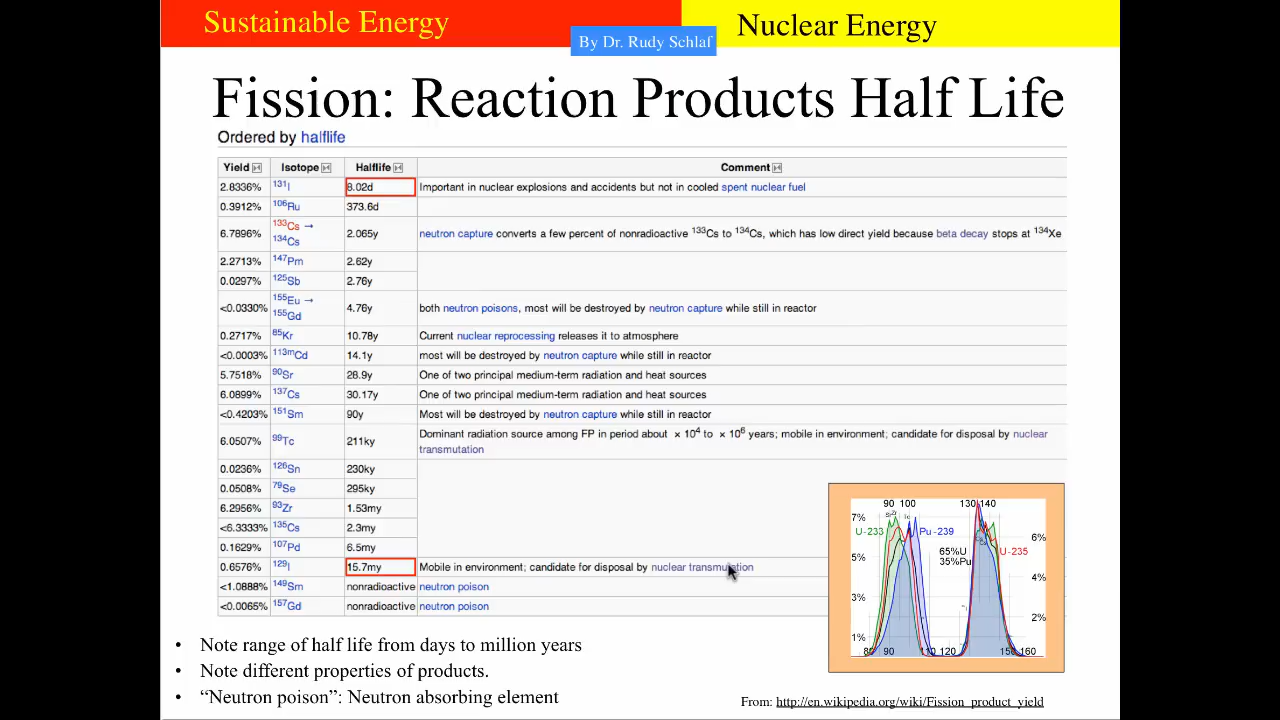 Sustainable Energy
Nuclear Energy
By Dr. Rudy Schlaf
Fission: Reaction Products Half Life
Ordered by halflife
Yield Isotope Halflife Comment
2.8336% 131I 8.02d Important in nuclear explosions and accidents but not in cooled spent nuclear fuel
0.3912% 106Ru 373.6d
6.7896% 133Cs → 134Cs 2.065y neutron capture converts a few percent of nonradioactive 133Cs to 134Cs, which has low direct yield because beta decay stops at 134Xe
2.2713% 147Pm 2.62y
0.0297% 125Sb 2.76y
<0.0330% 155Eu → 155Gd 4.76y both neutron poisons, most will be destroyed by neutron capture while still in reactor
0.2717% 85Kr 10.78y Current nuclear reprocessing releases it to atmosphere
<0.0003% 113mCd 14.1y most will be destroyed by neutron capture while still in reactor
5.7518% 90Sr 28.9y One of two principal medium-term radiation and heat sources
6.0899% 137Cs 30.17y One of two principal medium-term radiation and heat sources
<0.4203% 151Sm 90y Most will be destroyed by neutron capture while still in reactor
6.0507% 99Tc 211ky Dominant radiation source among FP in period about × 10⁴ to × 10⁶ years; mobile in environment; candidate for disposal by nuclear
transmutation
0.0236% 126Sn 230ky
0.0508% 79Se 295ky
6.2956% 93Zr 1.53my
<6.3333% 135Cs 2.3my
0.1629% 107Pd 6.5my
0.6576% 129I 15.7my Mobile in environment; candidate for disposal by nuclear transmutation
<1.0888% 149Sm nonradioactive neutron poison
<0.0065% 157Gd nonradioactive neutron poison
90 100 130 140
7%
U-233 Pu-239
6%
65%U
35%Pu
U-235
5%
4%
3%
2%
1%
90 110 120 160
• Note range of half life from days to million years
• Note different properties of products.
• “Neutron poison”: Neutron absorbing element
From: http://en.wikipedia.org/wiki/Fission_product_yield